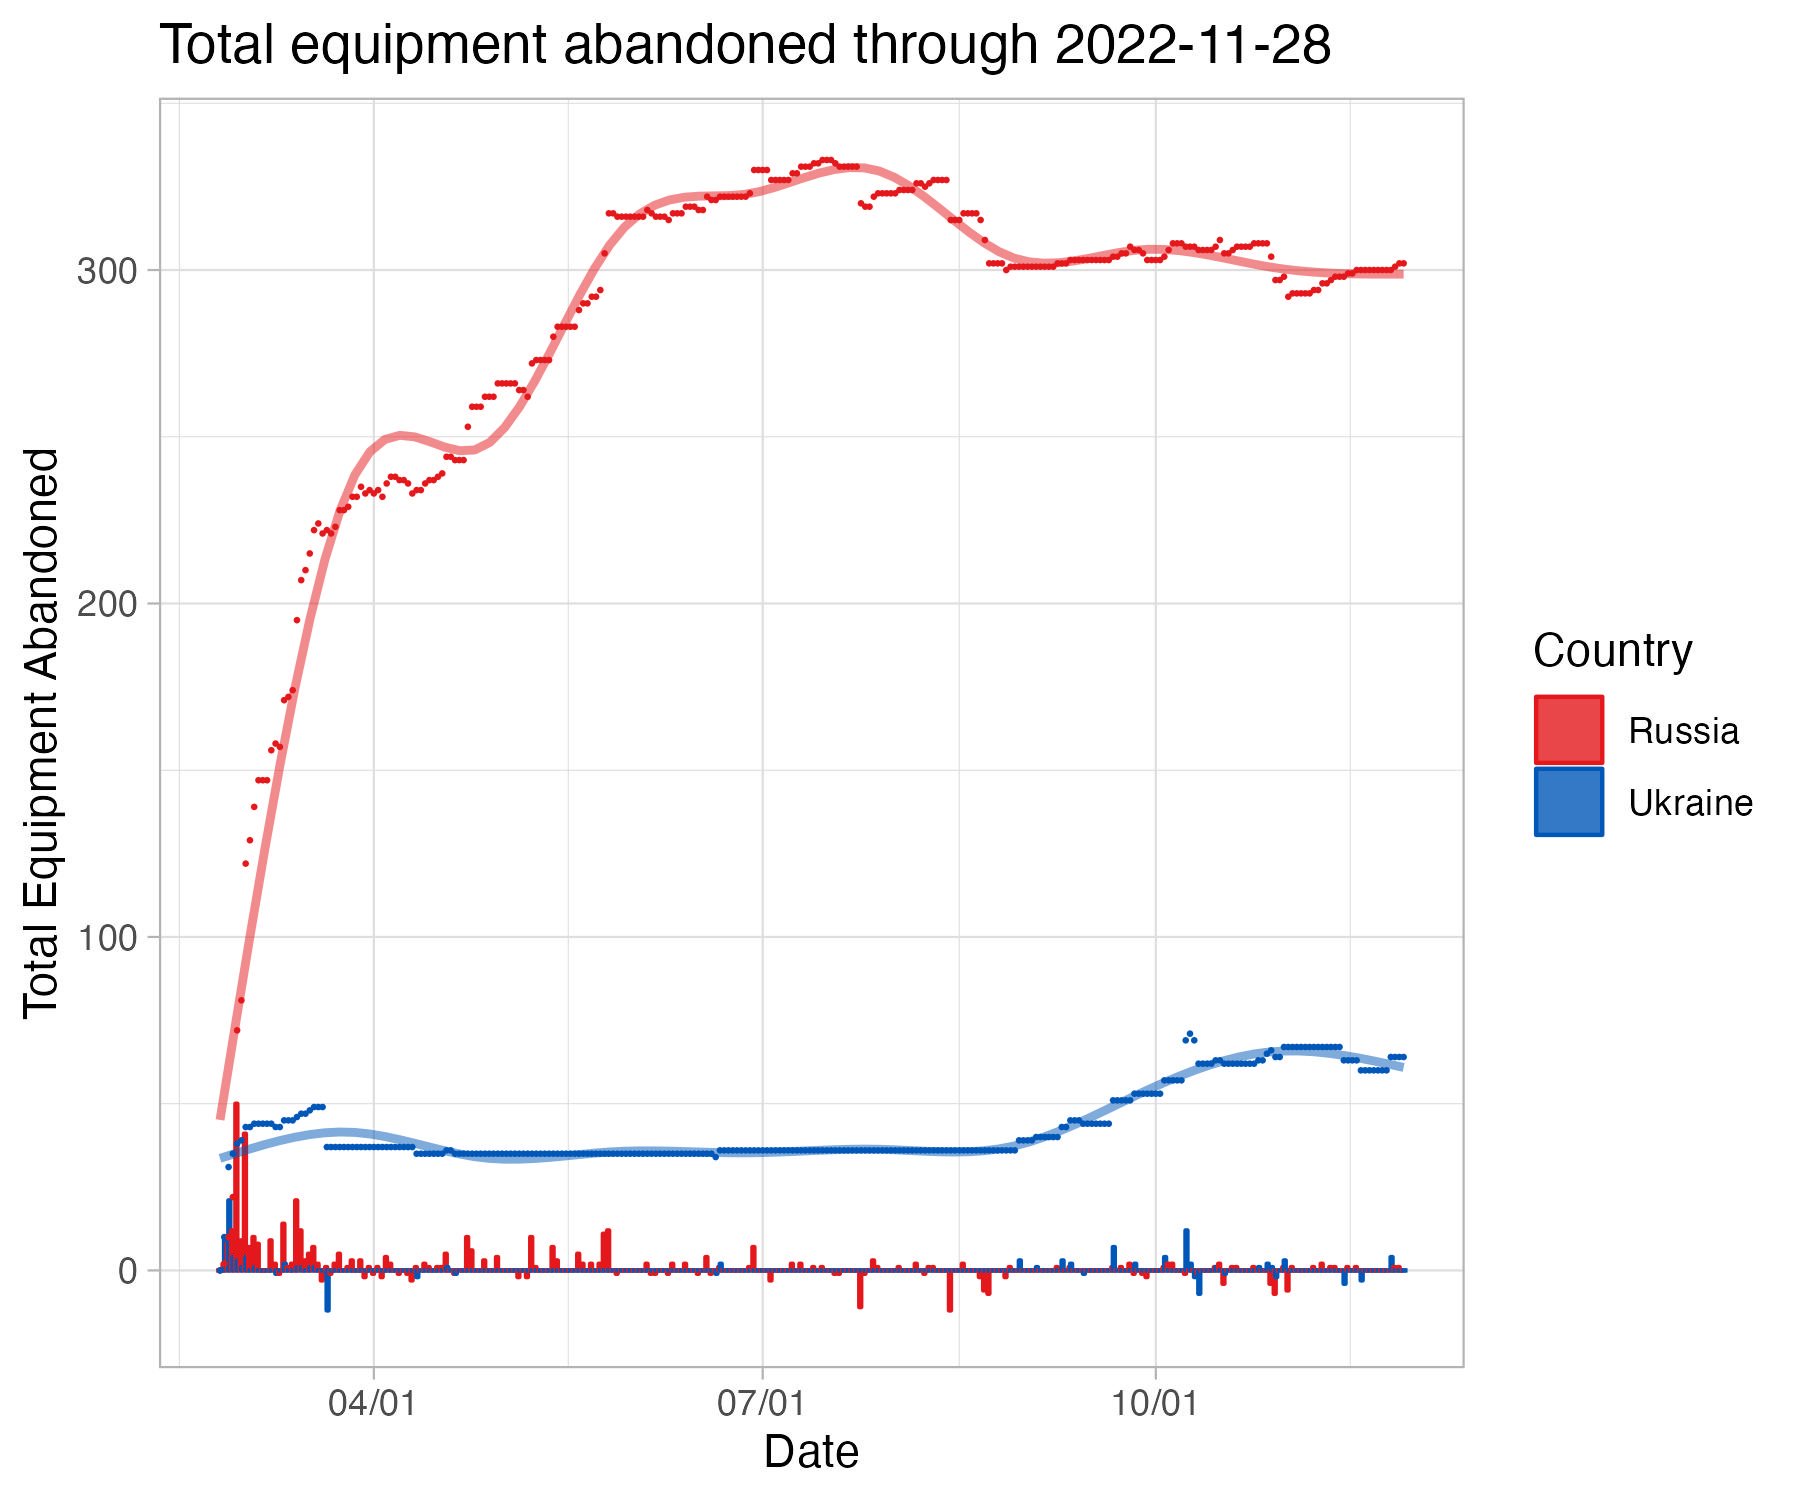 Total equipment abandoned through 2022-11-28
Total Equipment Abandoned
300
200
100
0
04/01
07/01
10/01
Date
Country
Russia
Ukraine